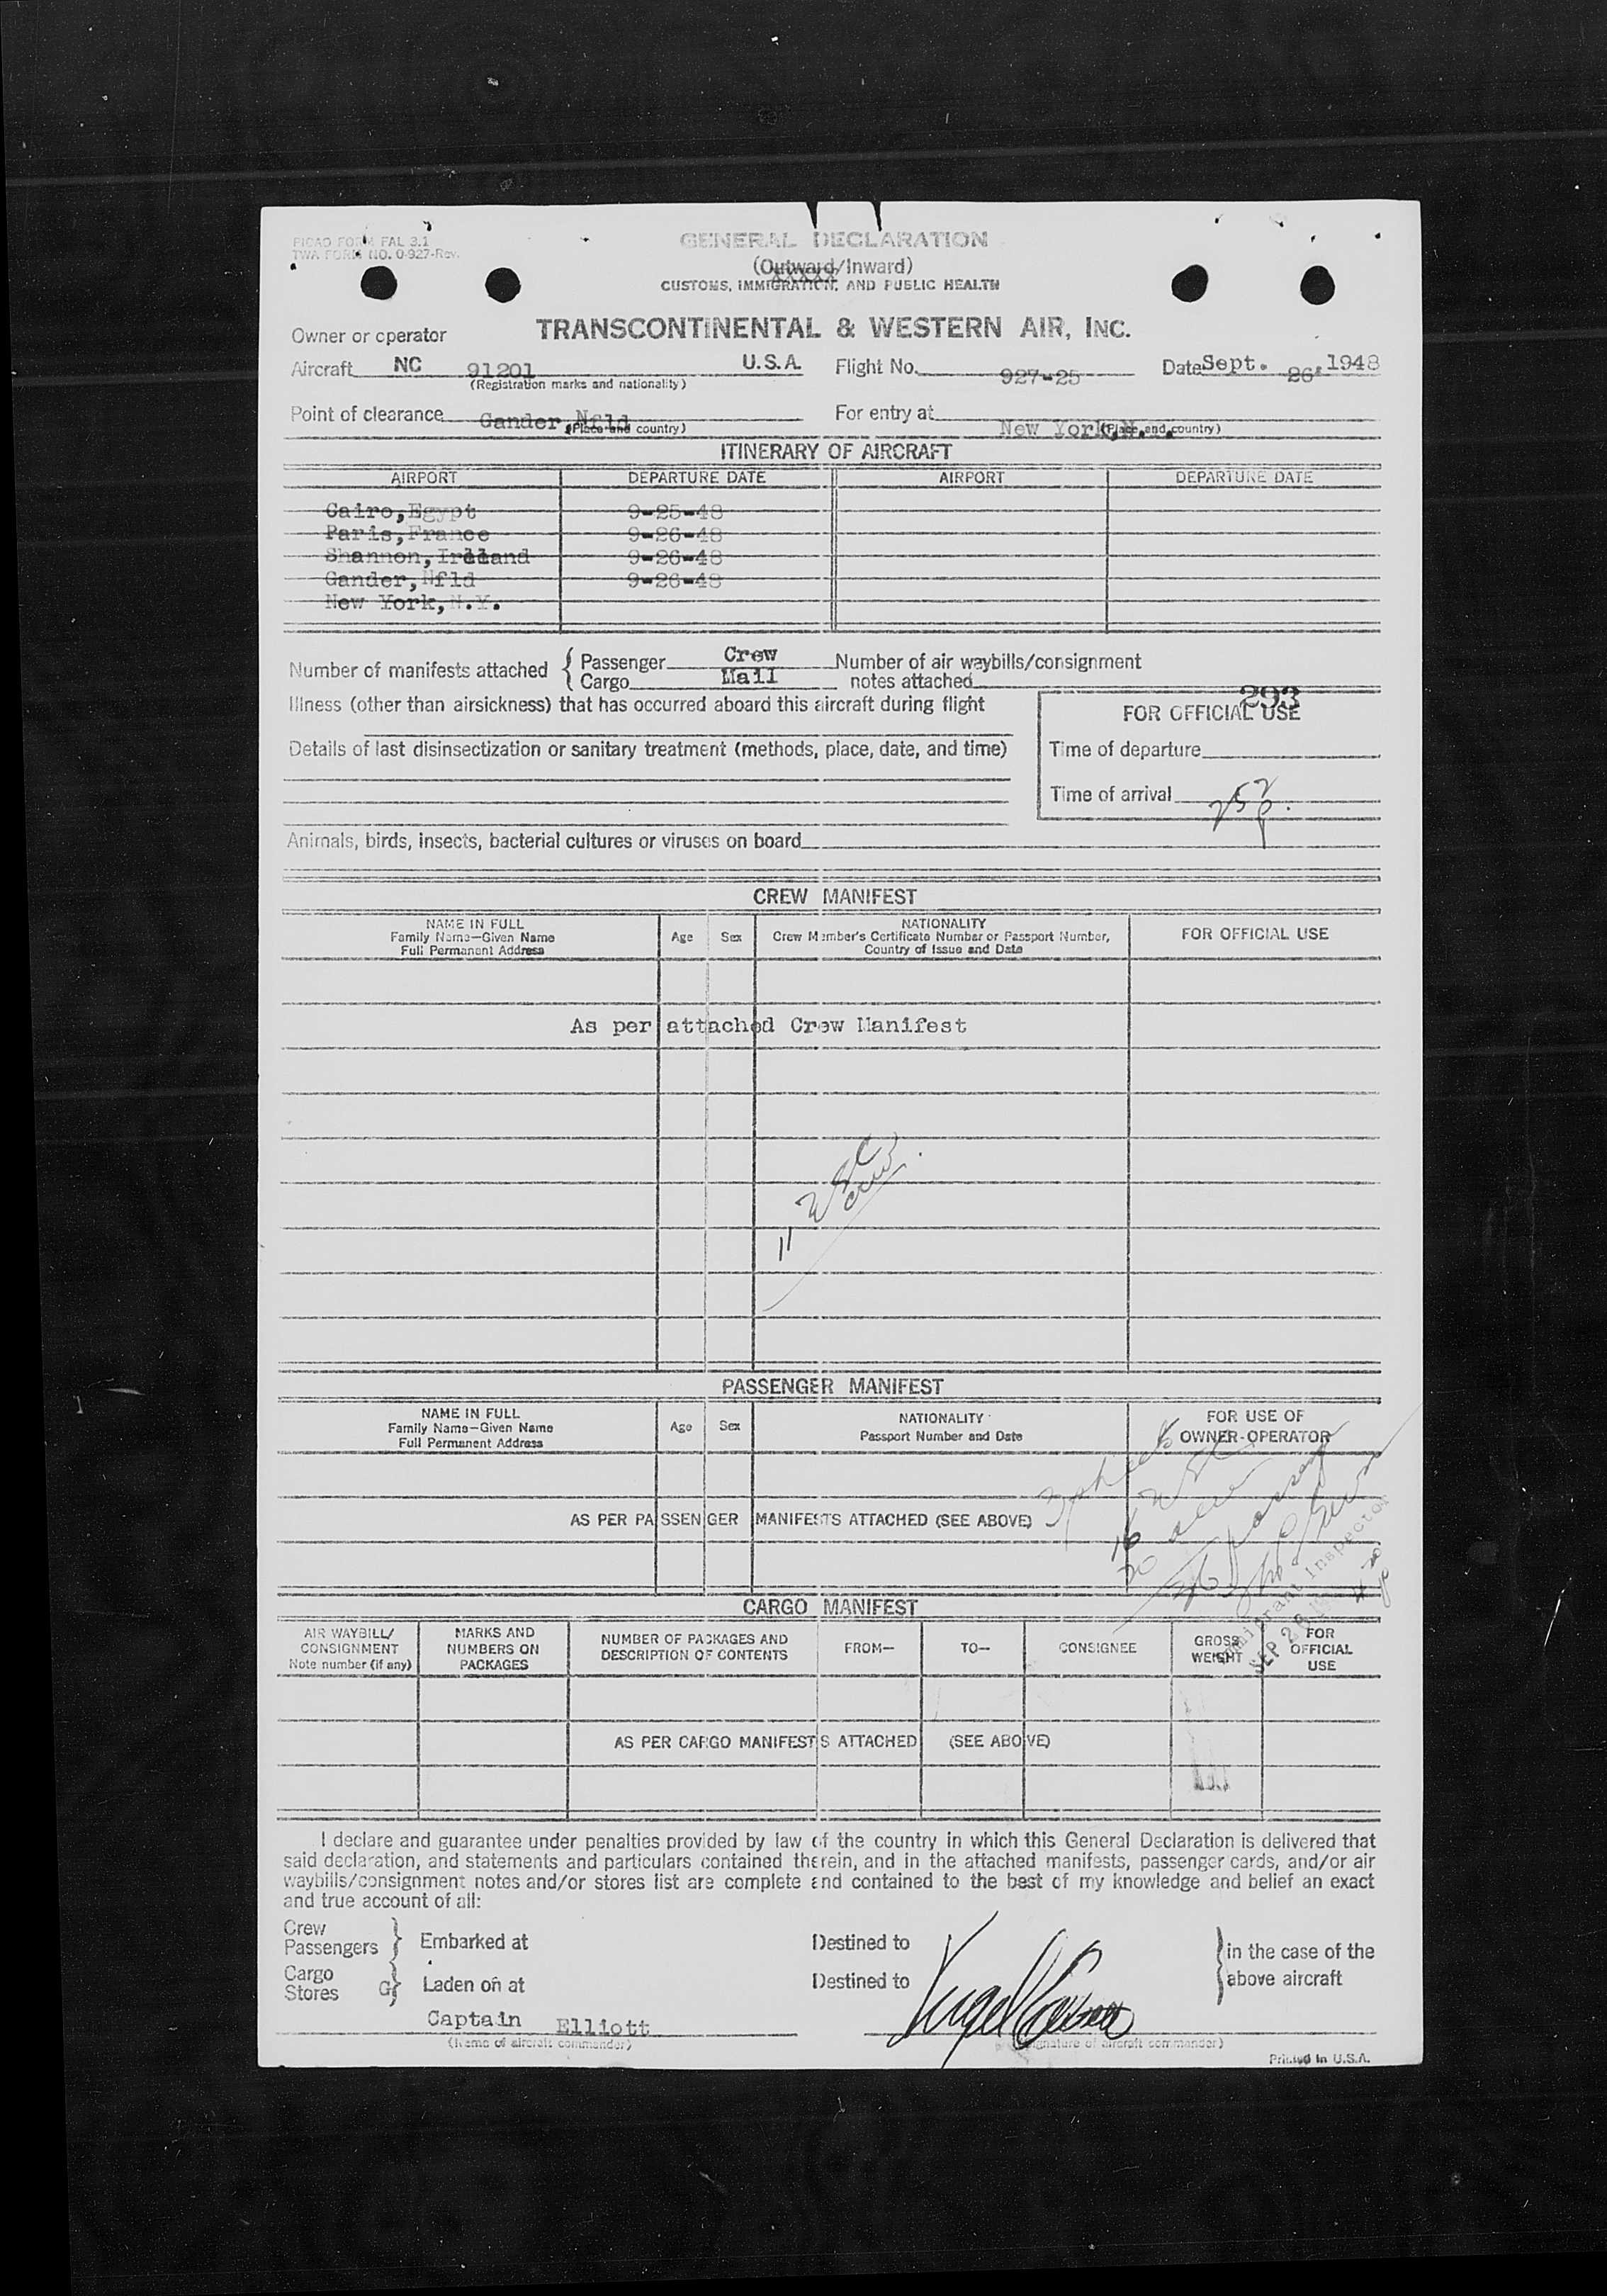 PICAO FORM FAL 3.1
TWA FORM NO. 0-927-Rev.
GENERAL DECLARATION
(Outward/Inward)
XXXXX
CUSTOMS, IMMIGRATION, AND PUBLIC HEALTH
Owner or operator TRANSCONTINENTAL & WESTERN AIR, INC.
Aircraft NC 91201 U.S.A. Flight No. 927-25 Date Sept. 26, 1948
(Registration marks and nationality)
Point of clearance Gander, Nfld For entry at New York, N.Y.
(Place and country) (Place and country)
ITINERARY OF AIRCRAFT
AIRPORT DEPARTURE DATE AIRPORT DEPARTURE DATE
Cairo, Egypt 9-25-48
Paris, France 9-26-48
Shannon, Ireland 9-26-48
Gander, Nfld 9-26-48
New York, N.Y.
Number of manifests attached { Passenger Crew Number of air waybills/consignment
Cargo Mail notes attached
293
Illness (other than airsickness) that has occurred aboard this aircraft during flight
FOR OFFICIAL USE
Details of last disinsectization or sanitary treatment (methods, place, date, and time)
Time of departure
Time of arrival 252 p.
Animals, birds, insects, bacterial cultures or viruses on board
CREW MANIFEST
NAME IN FULL
Family Name—Given Name
Full Permanent Address
Age Sex
NATIONALITY
Crew Member's Certificate Number or Passport Number,
Country of Issue and Date
FOR OFFICIAL USE
As per attached Crew Manifest
11 USC
crew
PASSENGER MANIFEST
NAME IN FULL
Family Name—Given Name
Full Permanent Address
Age Sex
NATIONALITY
Passport Number and Date
FOR USE OF
OWNER-OPERATOR
AS PER PASSENGER MANIFESTS ATTACHED (SEE ABOVE)
3 sheets
16 USC
20
36
Immigrant Inspector
SEP 26
CARGO MANIFEST
AIR WAYBILL/
CONSIGNMENT
Note number (if any)
MARKS AND
NUMBERS ON
PACKAGES
NUMBER OF PACKAGES AND
DESCRIPTION OF CONTENTS
FROM— TO— CONSIGNEE
GROSS
WEIGHT
FOR
OFFICIAL
USE
AS PER CARGO MANIFESTS ATTACHED (SEE ABOVE)
I declare and guarantee under penalties provided by law of the country in which this General Declaration is delivered that
said declaration, and statements and particulars contained therein, and in the attached manifests, passenger cards, and/or air
waybills/consignment notes and/or stores list are complete and contained to the best of my knowledge and belief an exact
and true account of all:
Crew
Passengers } Embarked at Destined to } in the case of the
Cargo
Stores G} Laden on at Destined to above aircraft
Captain Elliott
(Name of aircraft commander) (Signature of aircraft commander)
Printed in U.S.A.